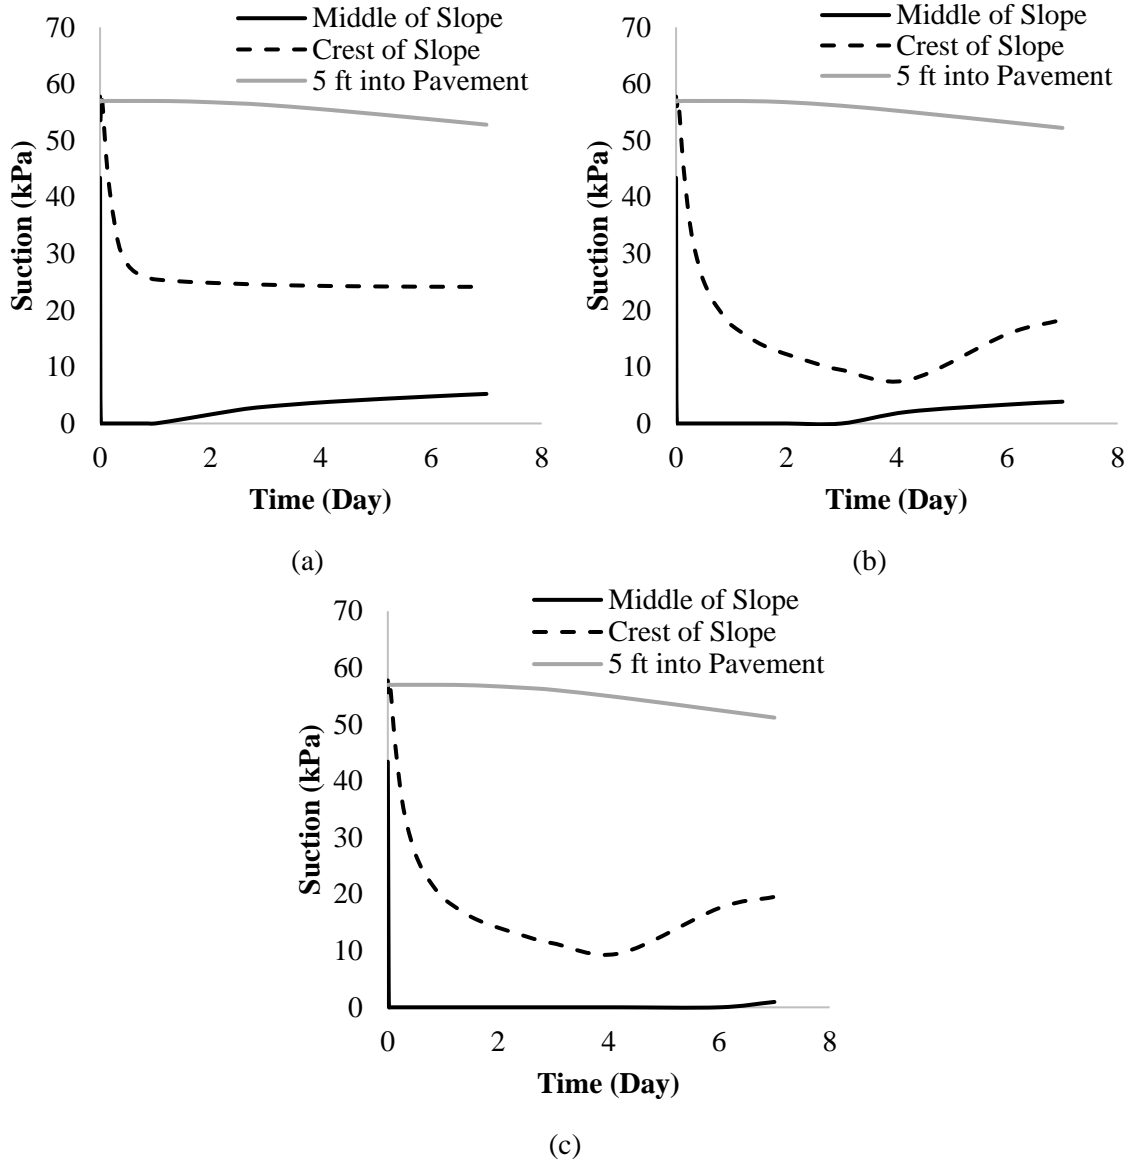 Middle of Slope
Crest of Slope
5 ft into Pavement
70
60
50
40
30
20
10
0
Suction (kPa)
0 2 4 6 8
Time (Day)
(a)
Middle of Slope
Crest of Slope
5 ft into Pavement
70
60
50
40
30
20
10
0
Suction (kPa)
0 2 4 6 8
Time (Day)
(b)
Middle of Slope
Crest of Slope
5 ft into Pavement
70
60
50
40
30
20
10
0
Suction (kPa)
0 2 4 6 8
Time (Day)
(c)